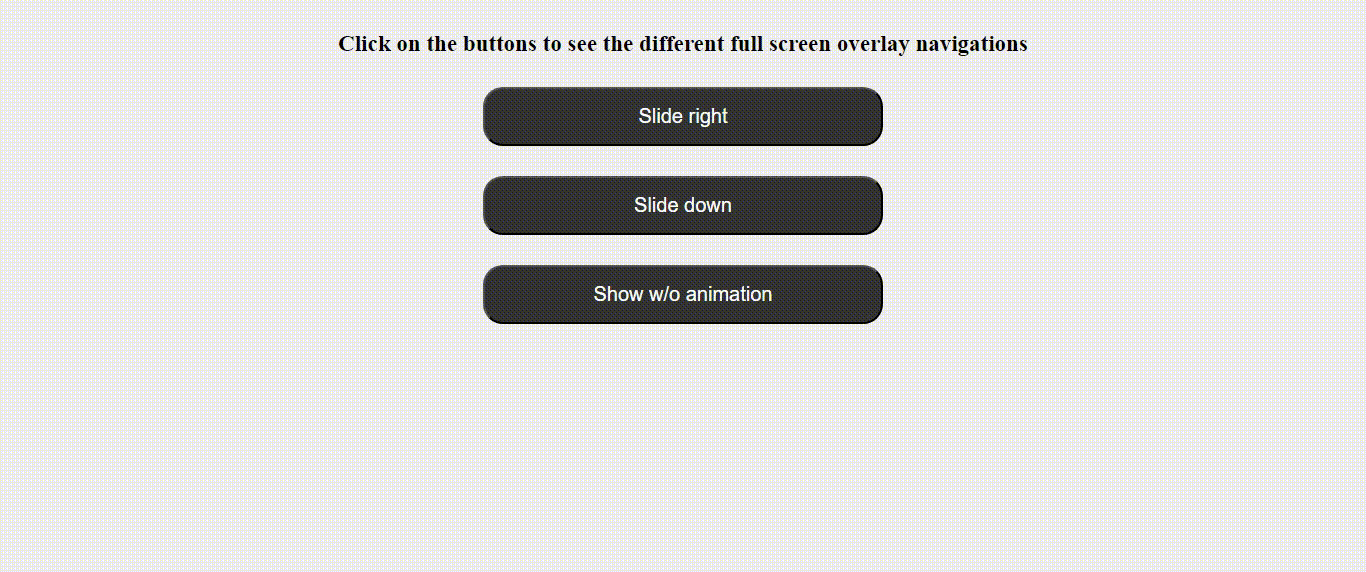 Click on the buttons to see the different full screen overlay navigations
Slide right
Slide down
Show w/o animation